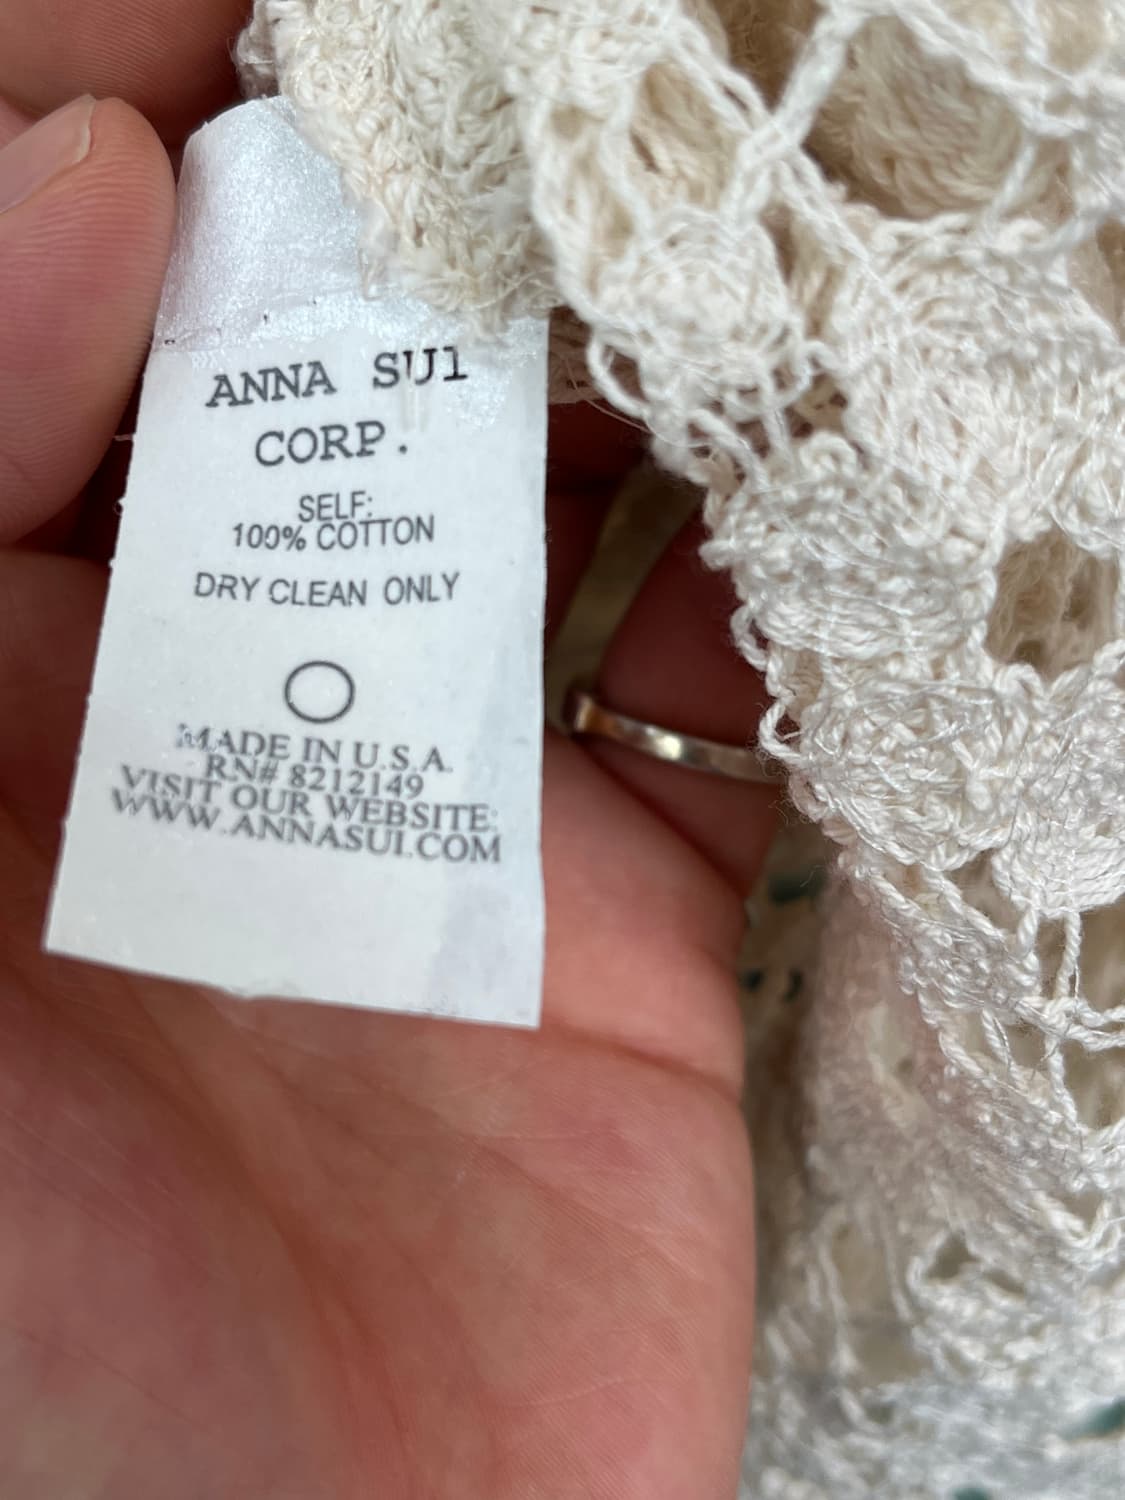 ANNA SUI
CORP.
SELF:
100% COTTON
DRY CLEAN ONLY
MADE IN U.S.A.
RN# 8212149
VISIT OUR WEBSITE:
WWW.ANNASUI.COM